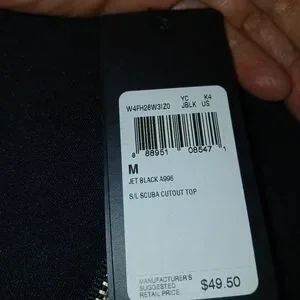 W4FH26W3IZ0 YC K4
JBLK US
8 88951 08547 1
M
JET BLACK A996
S/L SCUBA CUTOUT TOP
MANUFACTURER'S
SUGGESTED
RETAIL PRICE
$49.50